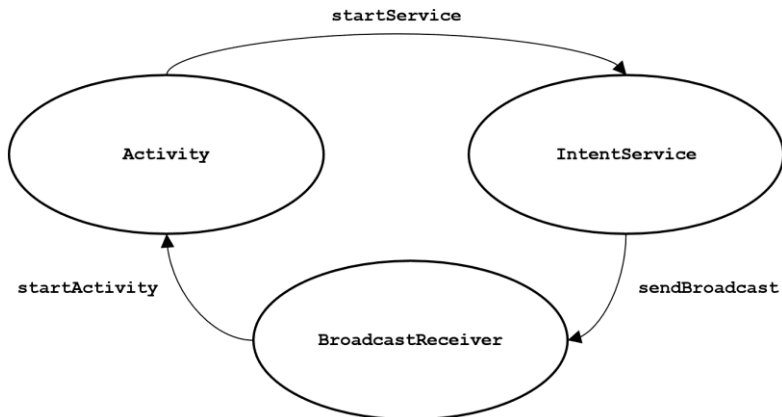 startService
Activity
IntentService
startActivity
sendBroadcast
BroadcastReceiver